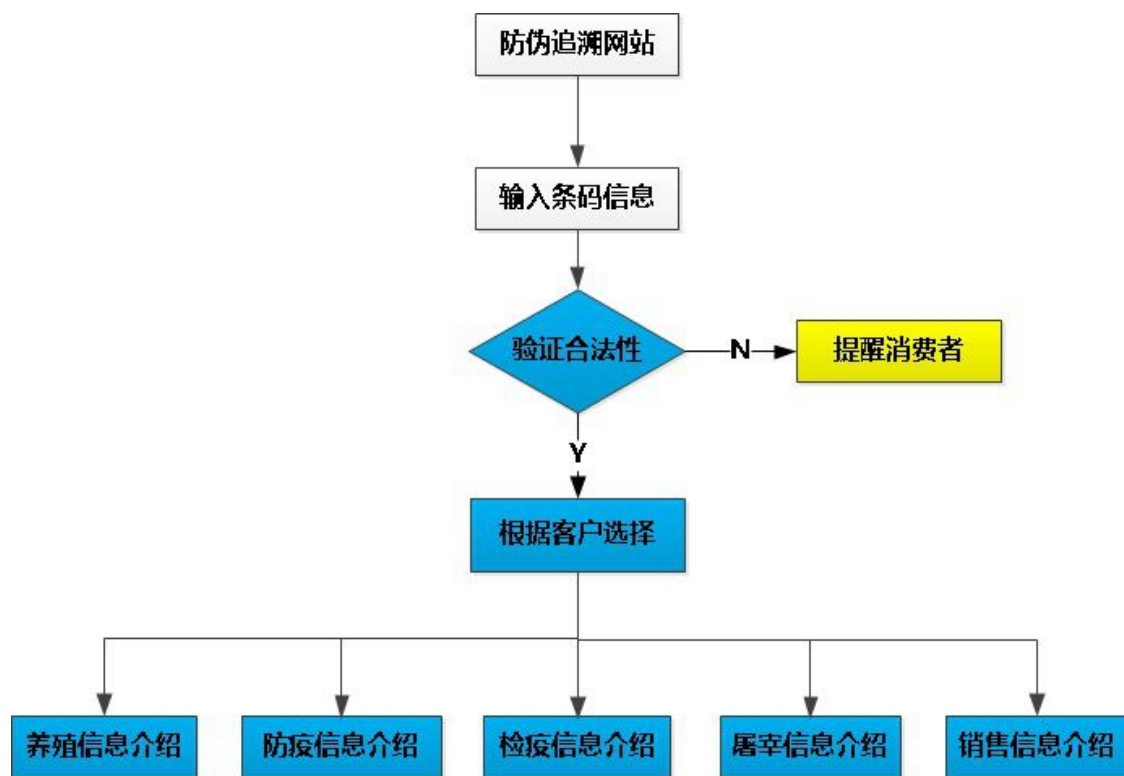 防伪追溯网站
输入条码信息
验证合法性
N
提醒消费者
Y
根据客户选择
养殖信息介绍
防疫信息介绍
检疫信息介绍
屠宰信息介绍
销售信息介绍